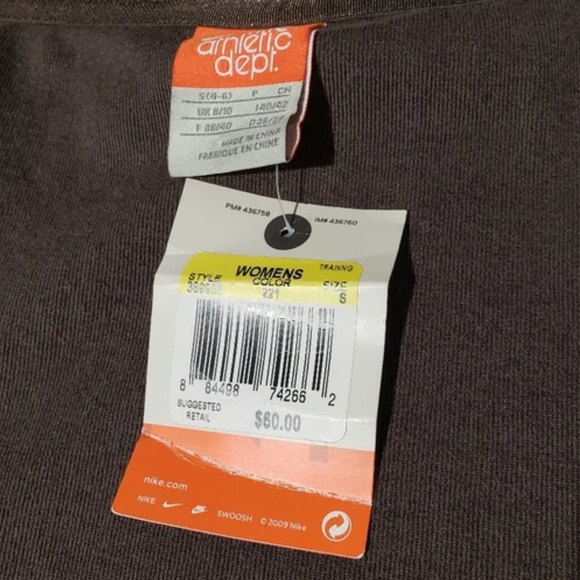 athletic
dept.
S(4-6) P CH
UK 8/10 I40/42
F 38/40
MADE IN CHINA
FABRIQUE EN CHINE
PM# 436758 IM# 436760
WOMENS TRAINING
STYLE COLOR SIZE
221 S
8 84498 74266 2
SUGGESTED
RETAIL $60.00
nike.com
NIKE SWOOSH © 2009 Nike